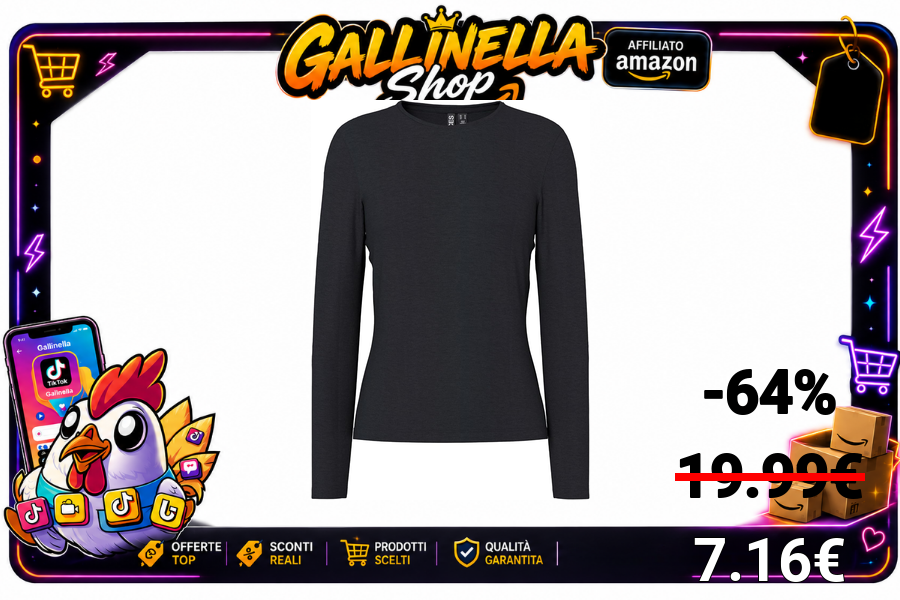 GALLINELLA
Shop
AFFILIATO
amazon
Gallinella
TikTok
Gallinella
-64%
19.99€
7.16€
OFFERTE
TOP
SCONTI
REALI
PRODOTTI
SCELTI
QUALITÀ
GARANTITA